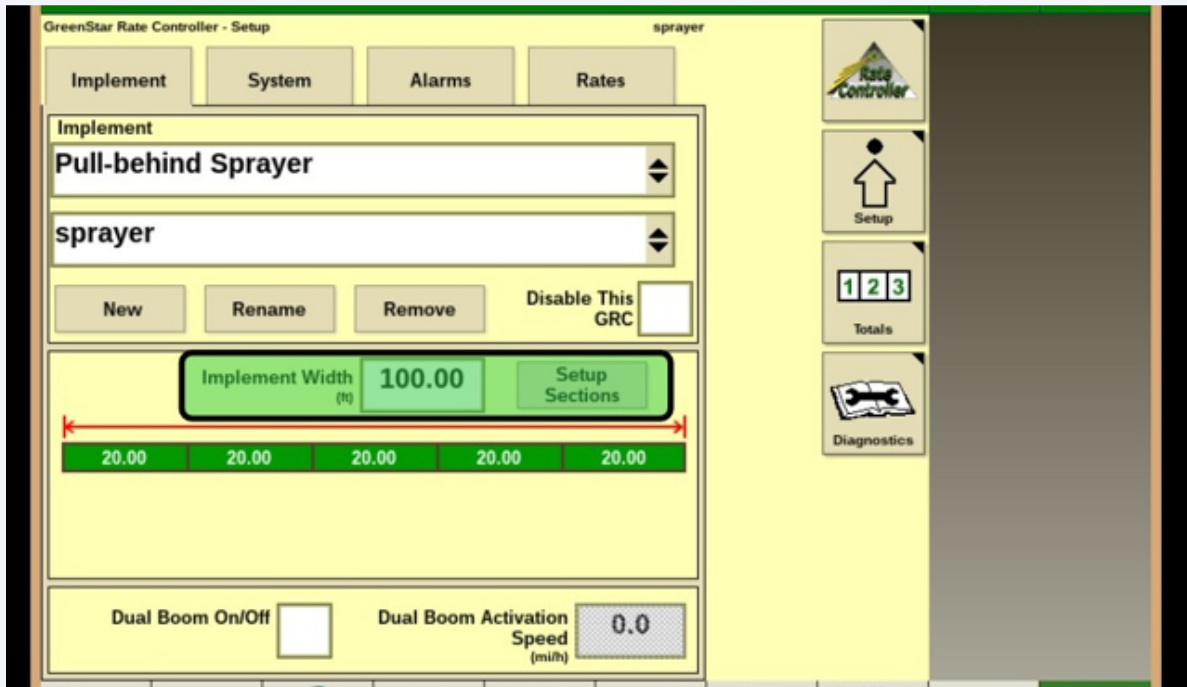 GreenStar Rate Controller - Setup
sprayer
Implement
System
Alarms
Rates
Implement
Pull-behind Sprayer
sprayer
New
Rename
Remove
Disable This
GRC
Implement Width
(ft)
100.00
Setup
Sections
20.00
20.00
20.00
20.00
20.00
Dual Boom On/Off
Dual Boom Activation
Speed
(mi/h)
0.0
Rate
Controller
Setup
1 2 3
Totals
Diagnostics